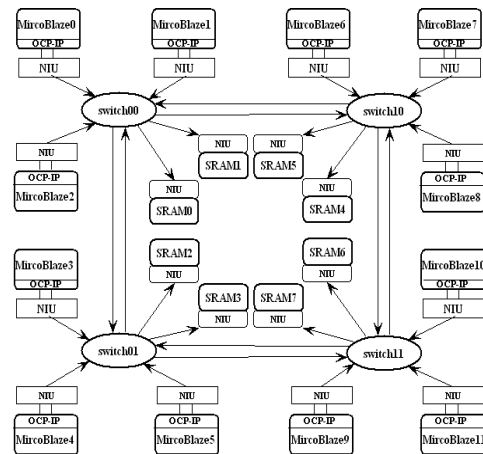 MircoBlaze0
OCP-IP
NIU
MircoBlaze1
OCP-IP
NIU
MircoBlaze6
OCP-IP
NIU
MircoBlaze7
OCP-IP
NIU
switch00
switch10
NIU
OCP-IP
MircoBlaze2
NIU
SRAM1
NIU
SRAM5
NIU
SRAM0
NIU
SRAM4
NIU
OCP-IP
MircoBlaze8
MircoBlaze3
OCP-IP
NIU
SRAM2
NIU
SRAM6
NIU
MircoBlaze10
OCP-IP
NIU
SRAM3
NIU
SRAM7
NIU
switch01
switch11
NIU
OCP-IP
MircoBlaze4
NIU
OCP-IP
MircoBlaze5
NIU
OCP-IP
MircoBlaze9
NIU
OCP-IP
MircoBlaze11